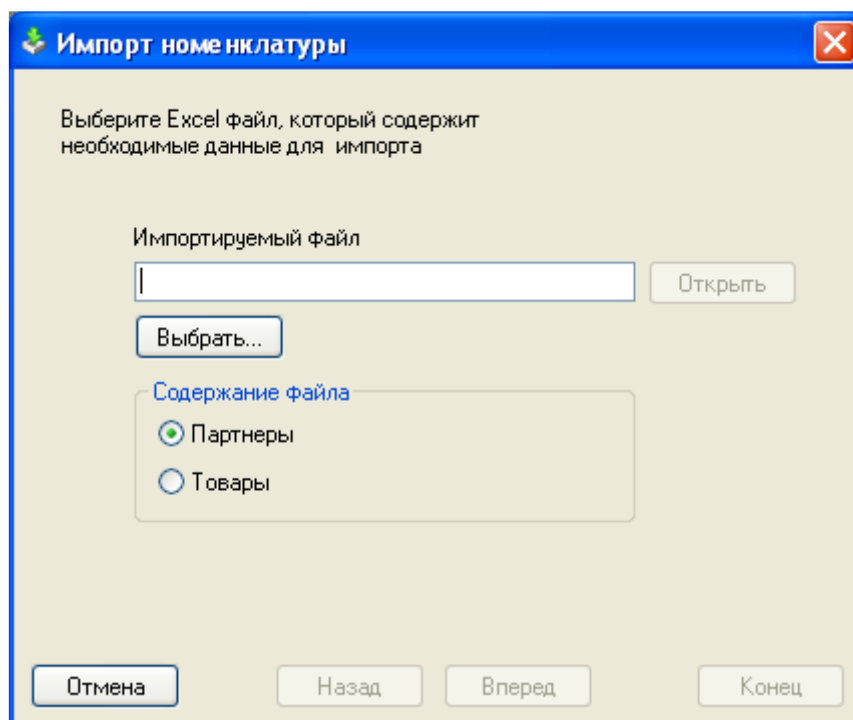 Импорт номенклатуры
Выберите Excel файл, который содержит
необходимые данные для импорта
Импортируемый файл
Открыть
Выбрать...
Содержание файла
Партнеры
Товары
Отмена Назад Вперед Конец